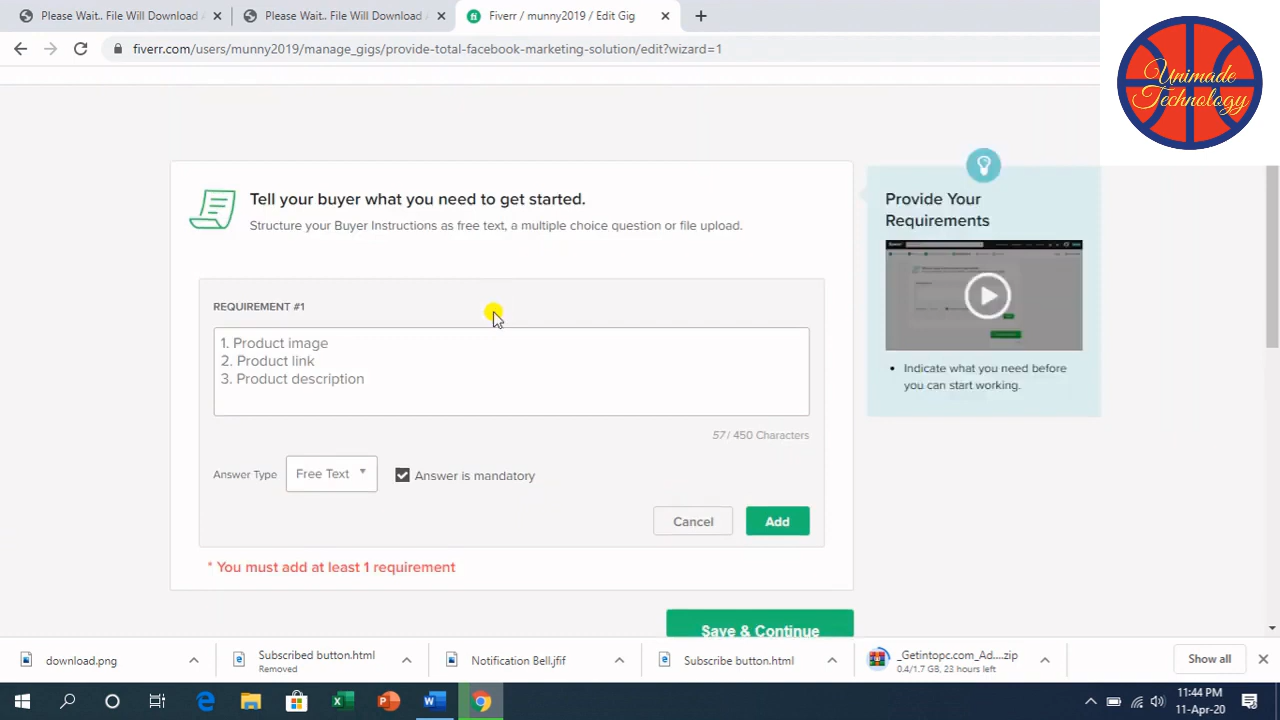 Please Wait.. File Will Download
Please Wait.. File Will Download
Fiverr / munny2019 / Edit Gig
fiverr.com/users/munny2019/manage_gigs/provide-total-facebook-marketing-solution/edit?wizard=1
Unimade
Technology
Tell your buyer what you need to get started.
Structure your Buyer Instructions as free text, a multiple choice question or file upload.
REQUIREMENT #1
1. Product image
2. Product link
3. Product description
57 / 450 Characters
Answer Type
Free Text
Answer is mandatory
Cancel
Add
* You must add at least 1 requirement
Save & Continue
Provide Your
Requirements
Indicate what you need before
you can start working.
download.png
Subscribed button.html
Removed
Notification Bell.jfif
Subscribe button.html
_Getintopc.com_Ad....zip
0.4/1.7 GB, 23 hours left
Show all
11:44 PM
11-Apr-20